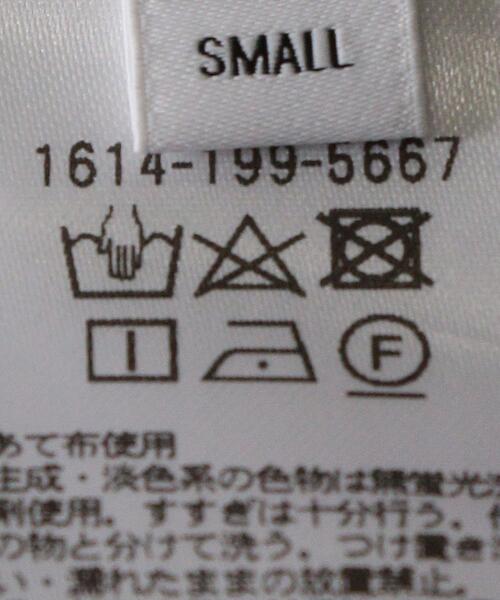 SMALL
1614-199-5667
F
あて布使用
生成・淡色系の色物は無蛍光洗
剤使用。すすぎは十分行う。
の物と分けて洗う。つけ置き
い・濡れたままの放置禁止。